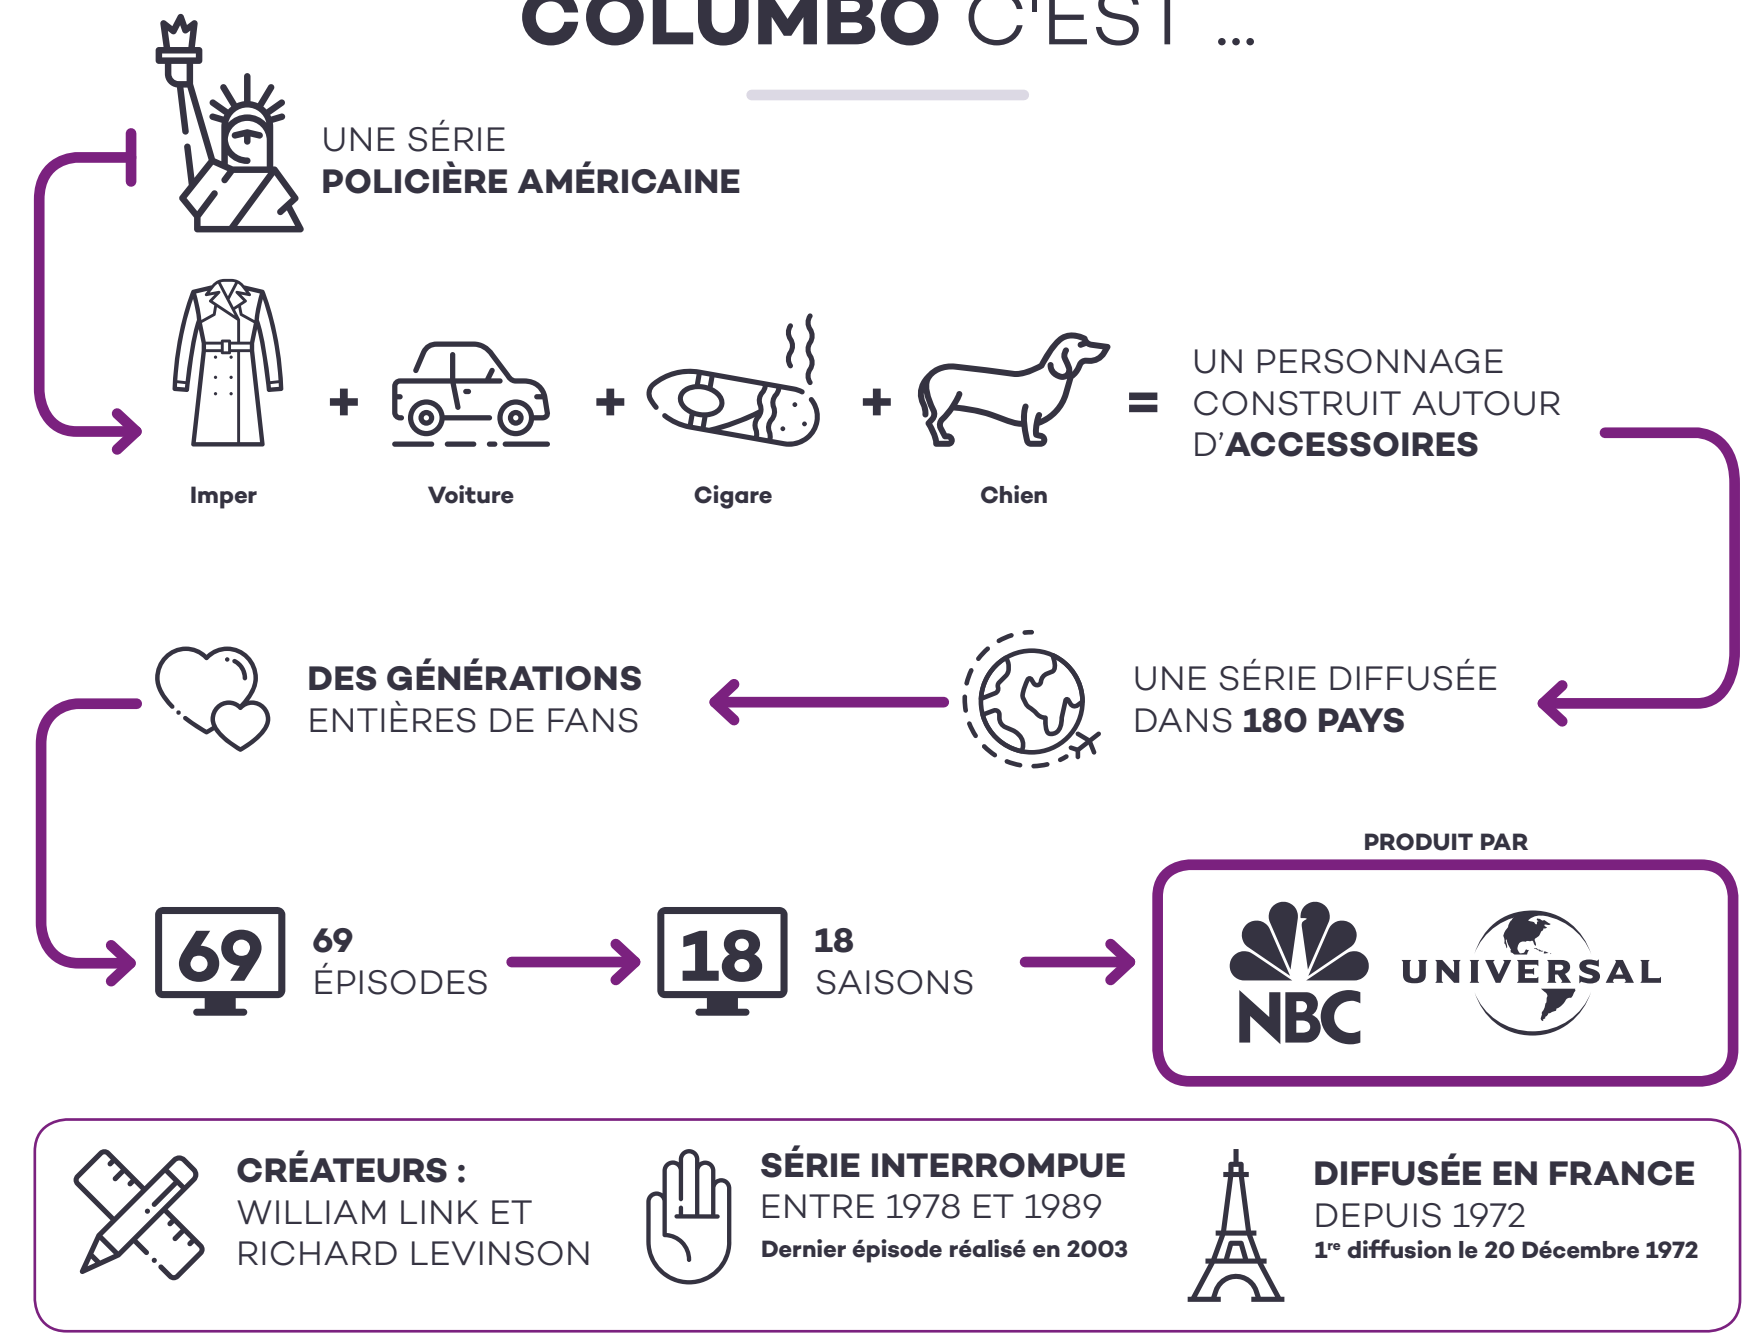 COLUMBO C'EST ...
UNE SÉRIE
POLICIÈRE AMÉRICAINE
+
+
+
=
UN PERSONNAGE
CONSTRUIT AUTOUR
D'ACCESSOIRES
Imper
Voiture
Cigare
Chien
DES GÉNÉRATIONS
ENTIÈRES DE FANS
UNE SÉRIE DIFFUSÉE
DANS 180 PAYS
69
69
ÉPISODES
18
18
SAISONS
PRODUIT PAR
NBC
UNIVERSAL
CRÉATEURS :
WILLIAM LINK ET
RICHARD LEVINSON
SÉRIE INTERROMPUE
ENTRE 1978 ET 1989
Dernier épisode réalisé en 2003
DIFFUSÉE EN FRANCE
DEPUIS 1972
1re diffusion le 20 Décembre 1972